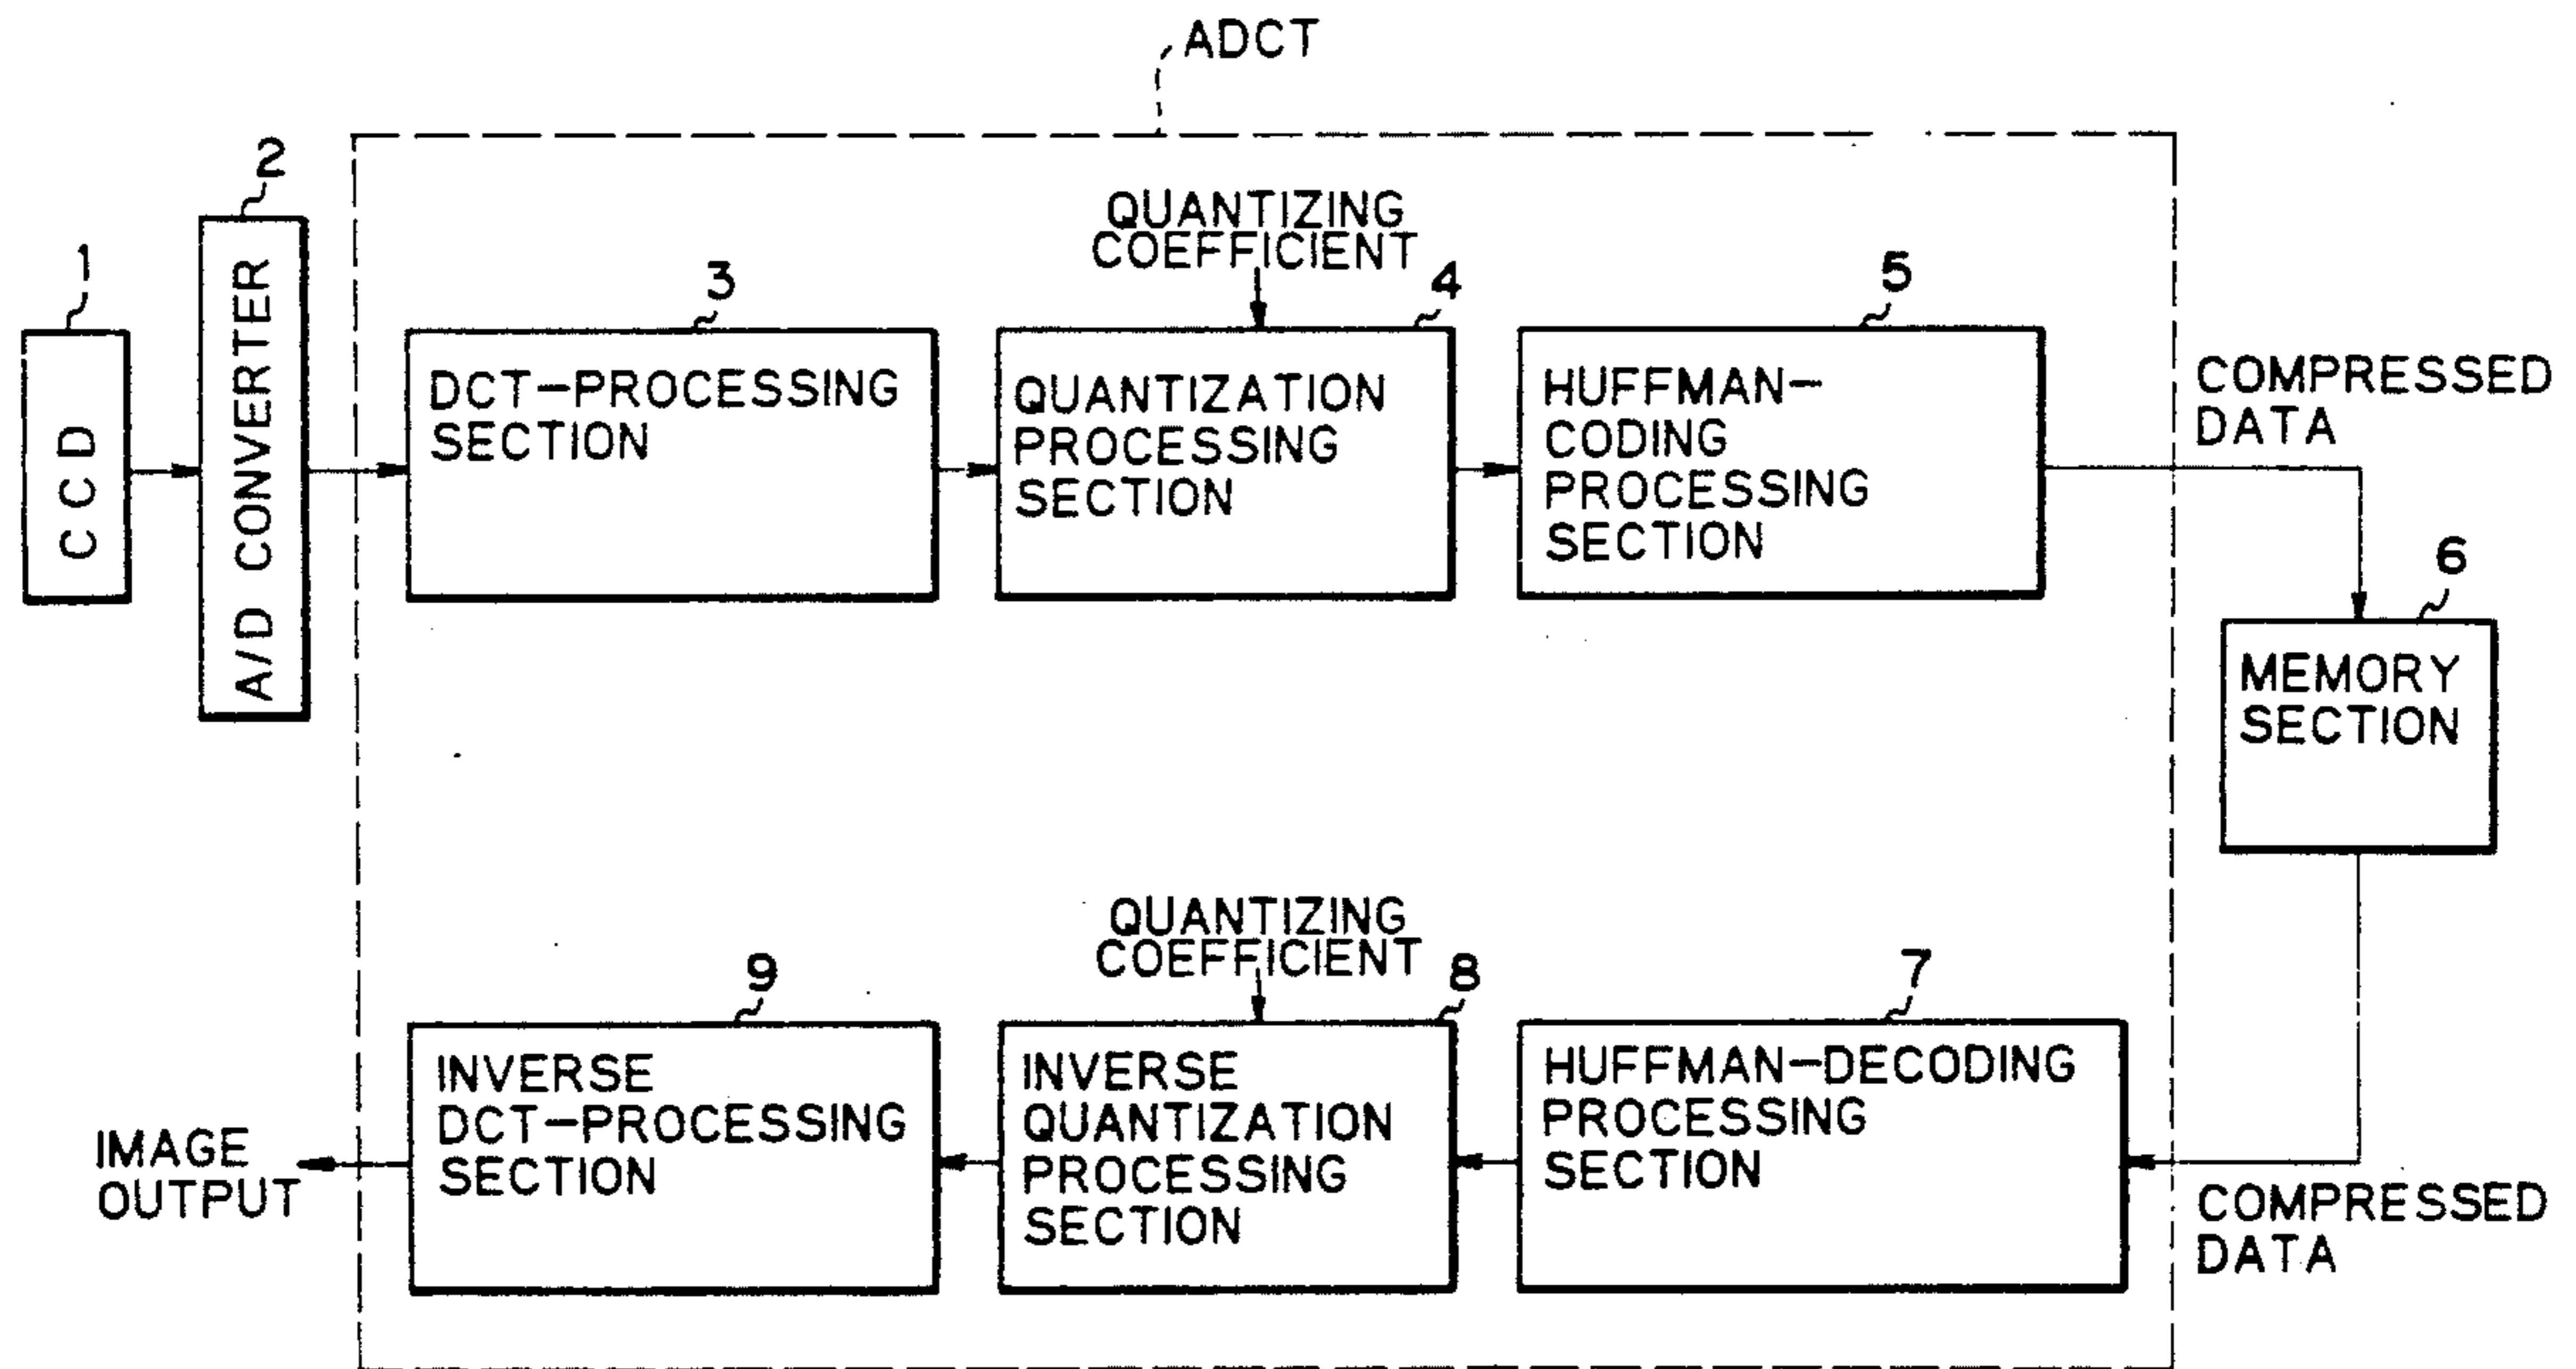 ADCT
1
CCD
2
A/D CONVERTER
3
DCT-PROCESSING
SECTION
QUANTIZING
COEFFICIENT
4
QUANTIZATION
PROCESSING
SECTION
5
HUFFMAN-
CODING
PROCESSING
SECTION
COMPRESSED
DATA
6
MEMORY
SECTION
COMPRESSED
DATA
7
HUFFMAN-DECODING
PROCESSING
SECTION
QUANTIZING
COEFFICIENT
8
INVERSE
QUANTIZATION
PROCESSING
SECTION
9
INVERSE
DCT-PROCESSING
SECTION
IMAGE
OUTPUT